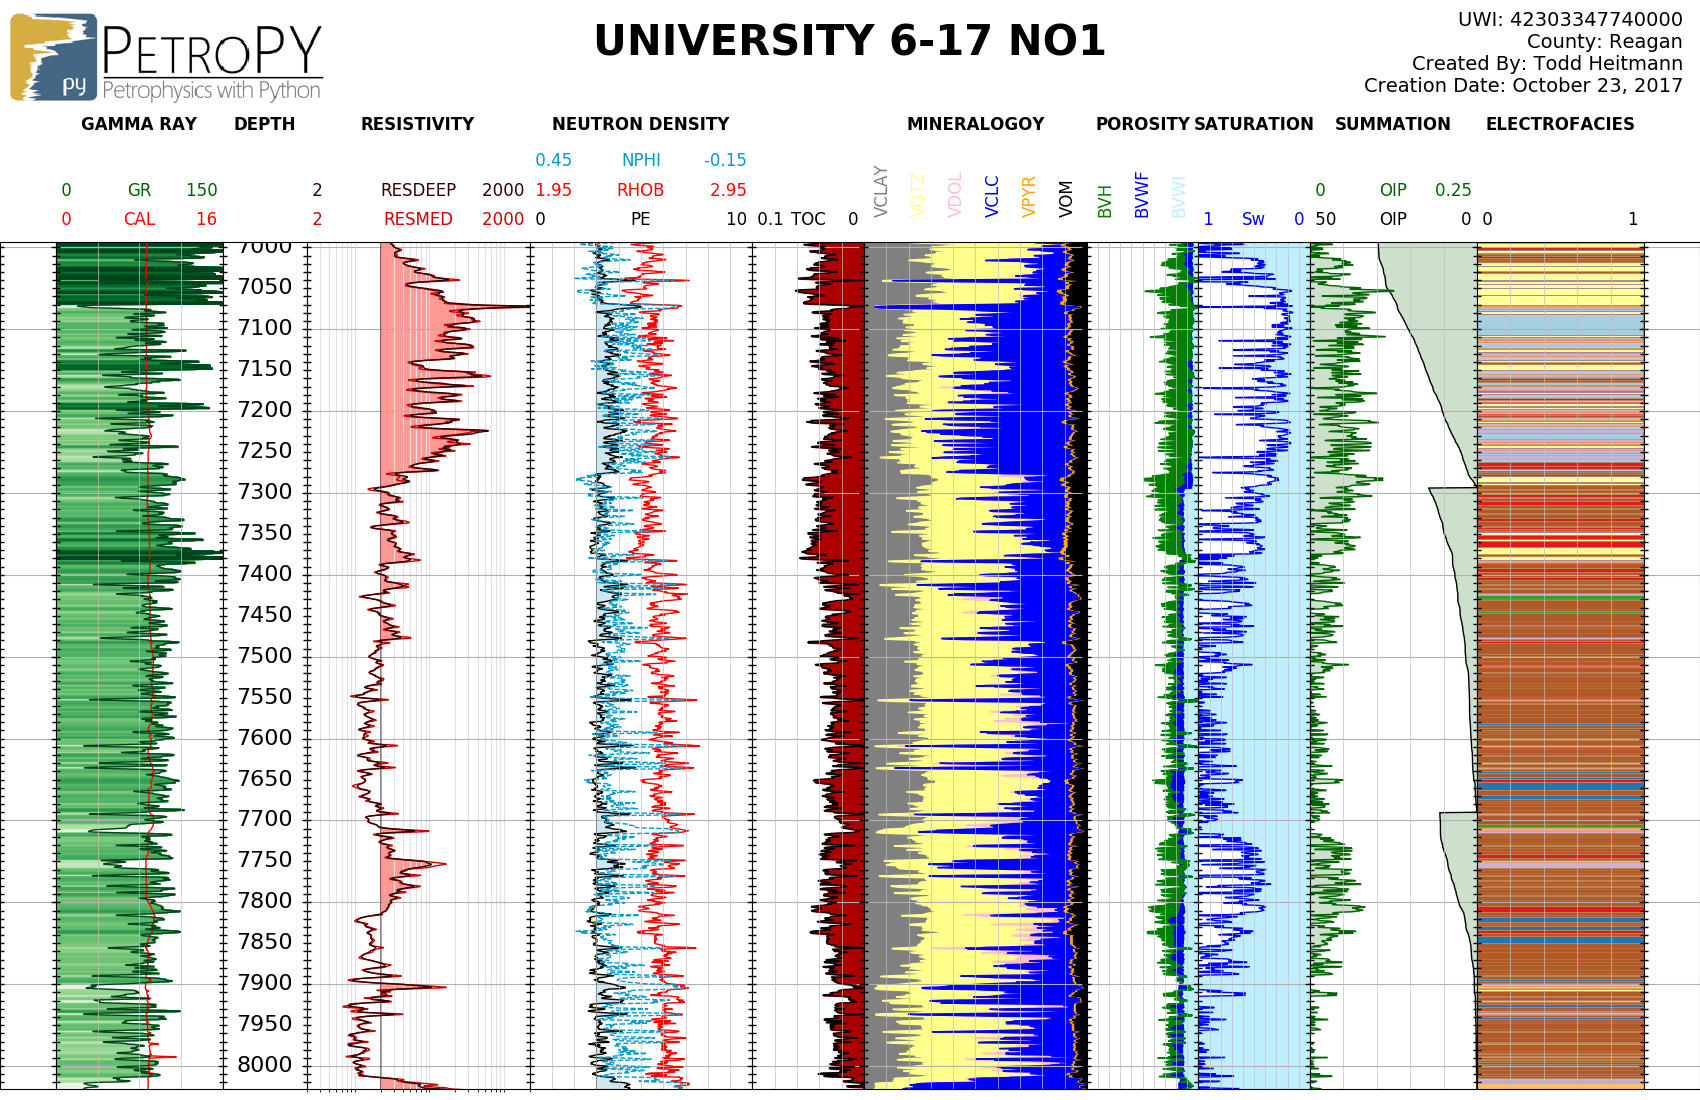 PETROPY
py
Petrophysics with Python
UNIVERSITY 6-17 NO1
UWI: 42303347740000
County: Reagan
Created By: Todd Heitmann
Creation Date: October 23, 2017
GAMMA RAY DEPTH RESISTIVITY NEUTRON DENSITY MINERALOGOY POROSITY SATURATION SUMMATION ELECTROFACIES
0.45 NPHI -0.15
0 GR 150 2 RESDEEP 2000 1.95 RHOB 2.95 VCLAY VQTZ VDOL VCLC VPYR VOM BVH BVWF BVWI 0 OIP 0.25
0 CAL 16 2 RESMED 2000 0 PE 10 0.1 TOC 0 1 Sw 0 50 OIP 0 0 1
7000
7050
7100
7150
7200
7250
7300
7350
7400
7450
7500
7550
7600
7650
7700
7750
7800
7850
7900
7950
8000